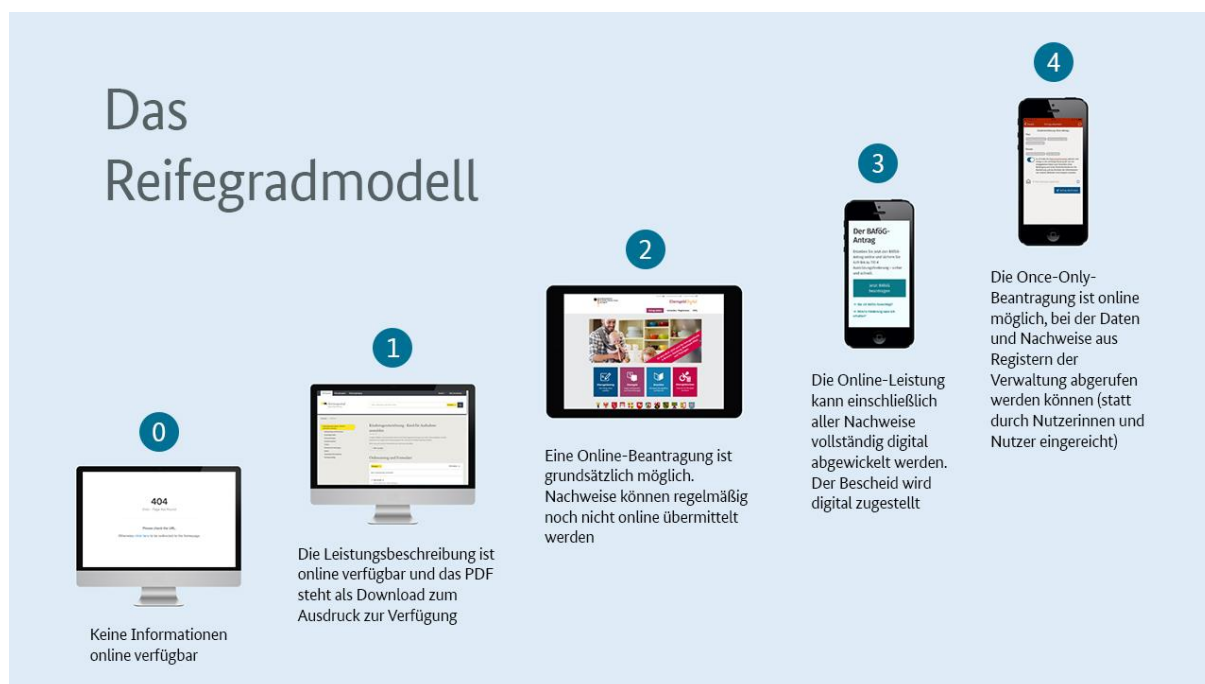 Das
Reifegradmodell
0
404
Please check the URL.
Keine Informationen
online verfügbar
1
Die Leistungsbeschreibung ist
online verfügbar und das PDF
steht als Download zum
Ausdruck zur Verfügung
2
Eine Online-Beantragung ist
grundsätzlich möglich.
Nachweise können regelmäßig
noch nicht online übermittelt
werden
3
Der BAföG-
Antrag
Die Online-Leistung
kann einschließlich
aller Nachweise
vollständig digital
abgewickelt werden.
Der Bescheid wird
digital zugestellt
4
Die Once-Only-
Beantragung ist online
möglich, bei der Daten
und Nachweise aus
Registern der
Verwaltung abgerufen
werden können (statt
durch Nutzerinnen und
Nutzer eingereicht)